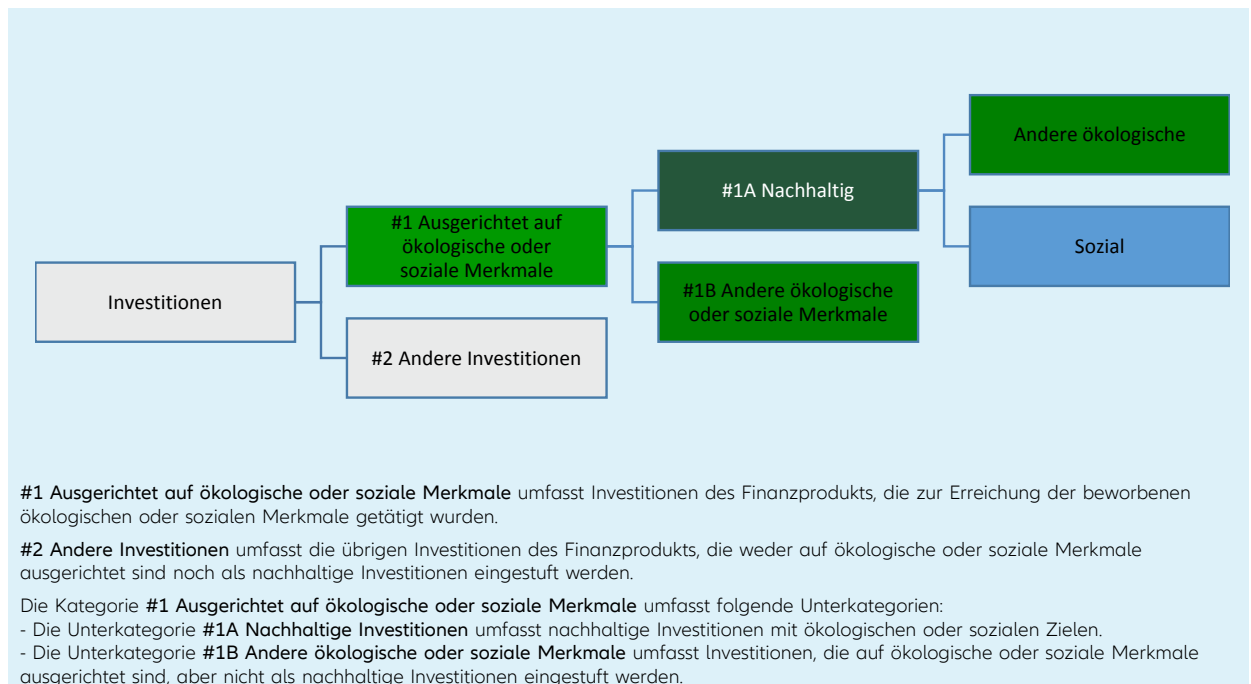 Andere ökologische
#1A Nachhaltig
#1 Ausgerichtet auf
ökologische oder
soziale Merkmale
Sozial
Investitionen
#1B Andere ökologische
oder soziale Merkmale
#2 Andere Investitionen
#1 Ausgerichtet auf ökologische oder soziale Merkmale umfasst Investitionen des Finanzprodukts, die zur Erreichung der beworbenen
ökologischen oder sozialen Merkmale getätigt wurden.
#2 Andere Investitionen umfasst die übrigen Investitionen des Finanzprodukts, die weder auf ökologische oder soziale Merkmale
ausgerichtet sind noch als nachhaltige Investitionen eingestuft werden.
Die Kategorie #1 Ausgerichtet auf ökologische oder soziale Merkmale umfasst folgende Unterkategorien:
- Die Unterkategorie #1A Nachhaltige Investitionen umfasst nachhaltige Investitionen mit ökologischen oder sozialen Zielen.
- Die Unterkategorie #1B Andere ökologische oder soziale Merkmale umfasst lnvestitionen, die auf ökologische oder soziale Merkmale
ausgerichtet sind, aber nicht als nachhaltige Investitionen eingestuft werden.